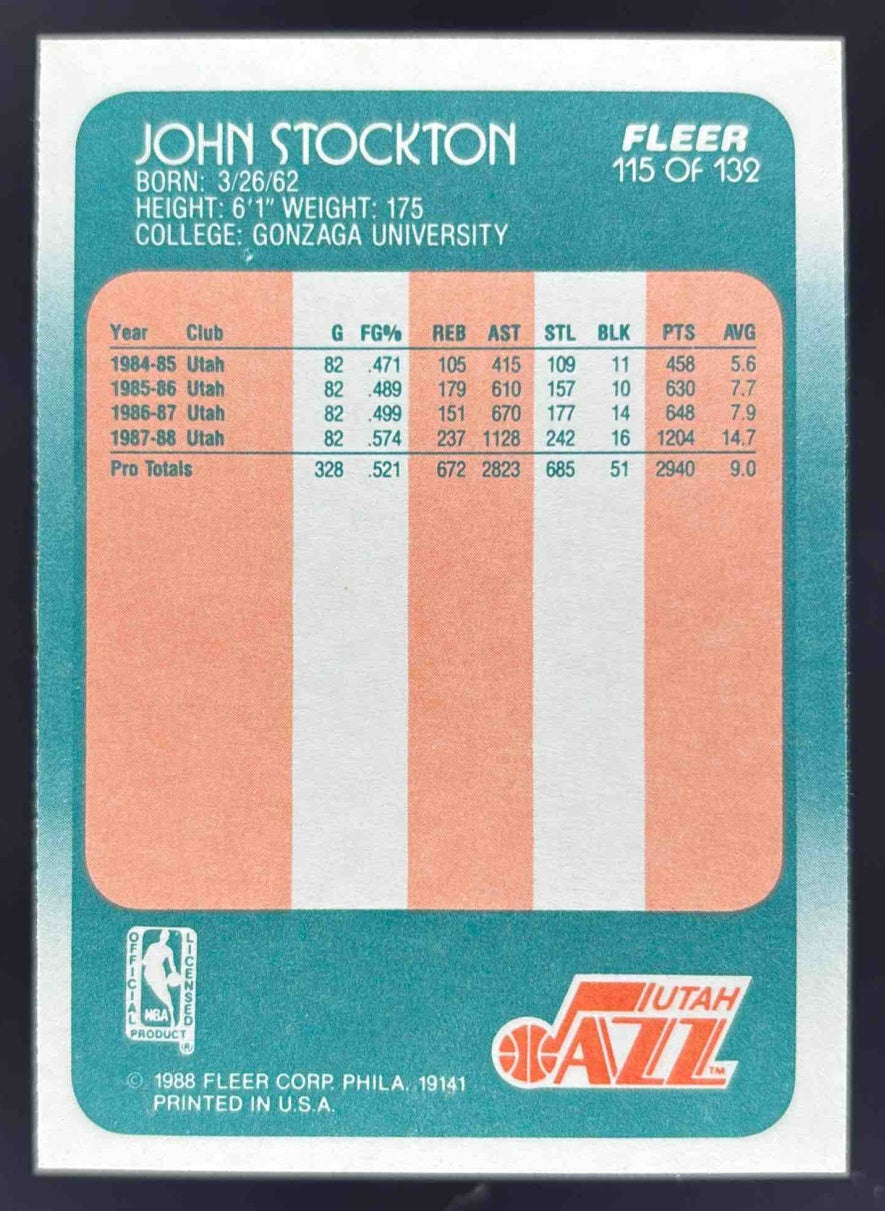 JOHN STOCKTON
BORN: 3/26/62
HEIGHT: 6'1" WEIGHT: 175
COLLEGE: GONZAGA UNIVERSITY
FLEER
115 OF 132
Year Club G FG% REB AST STL BLK PTS AVG
1984-85 Utah 82 .471 105 415 109 11 458 5.6
1985-86 Utah 82 .489 179 610 157 10 630 7.7
1986-87 Utah 82 .499 151 670 177 14 648 7.9
1987-88 Utah 82 .574 237 1128 242 16 1204 14.7
Pro Totals 328 .521 672 2823 685 51 2940 9.0
OFFICIAL
LICENSED
NBA
PRODUCT
®
UTAH
JAZZ
™
© 1988 FLEER CORP. PHILA. 19141
PRINTED IN U.S.A.